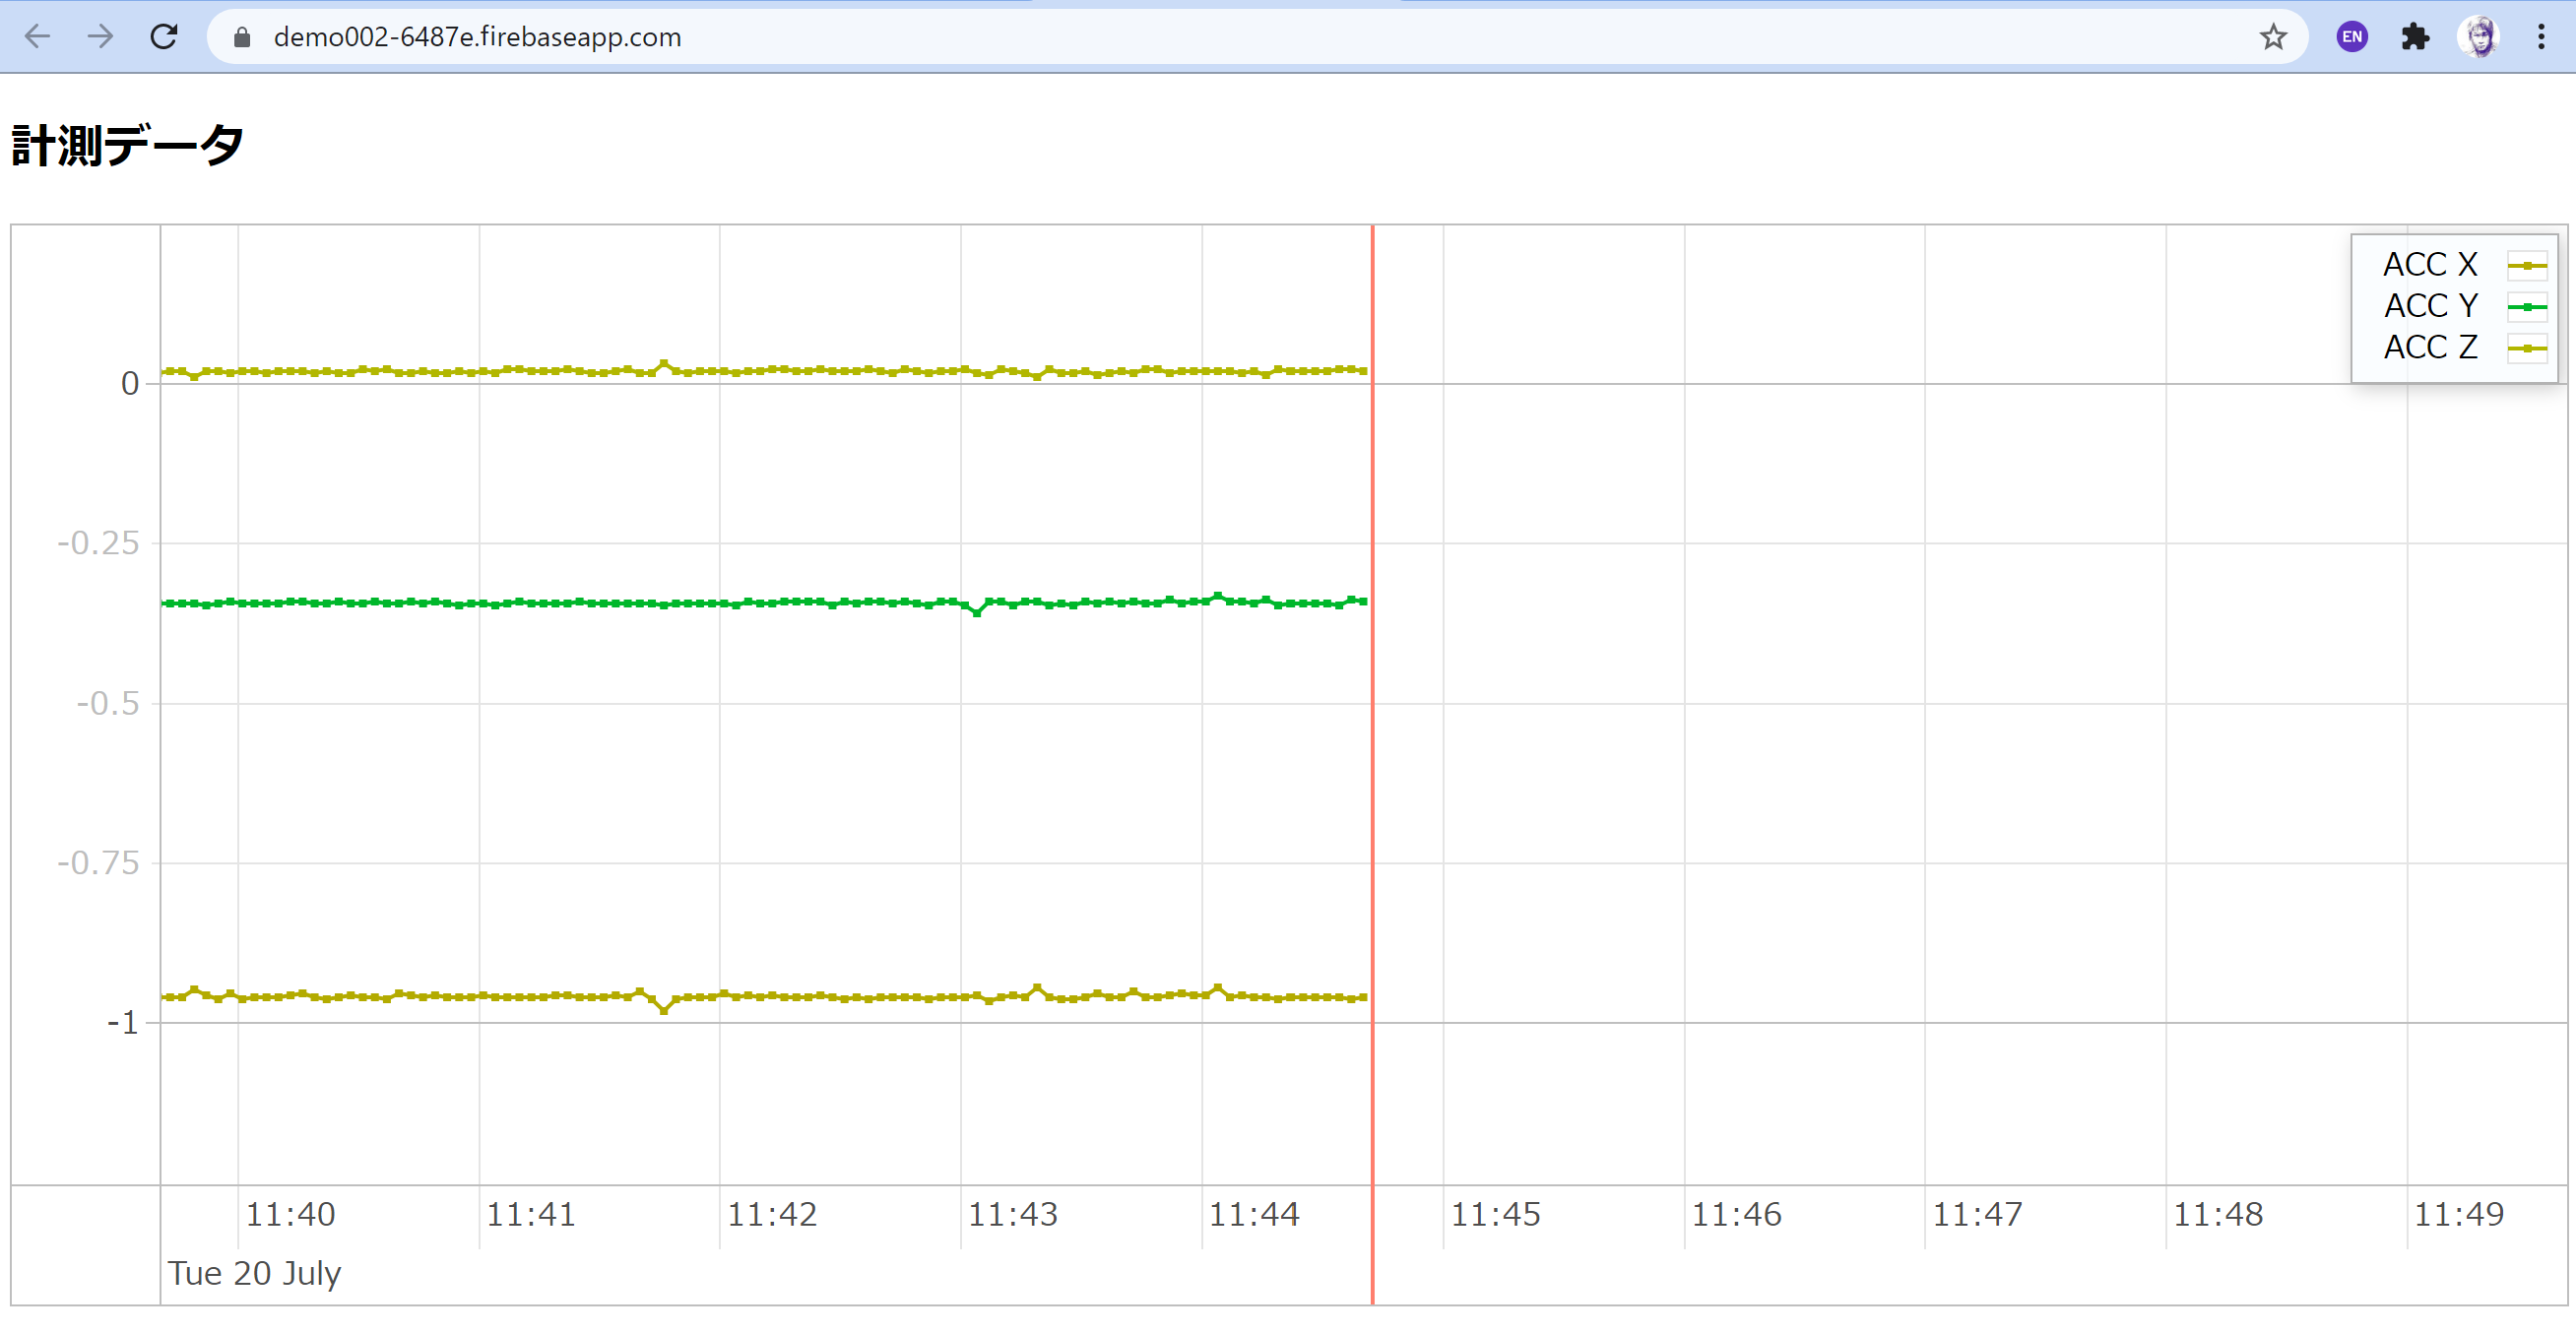 demo002-6487e.firebaseapp.com
EN
計測データ
ACC X
ACC Y
ACC Z
0
-0.25
-0.5
-0.75
-1
11:40 11:41 11:42 11:43 11:44 11:45 11:46 11:47 11:48 11:49
Tue 20 July